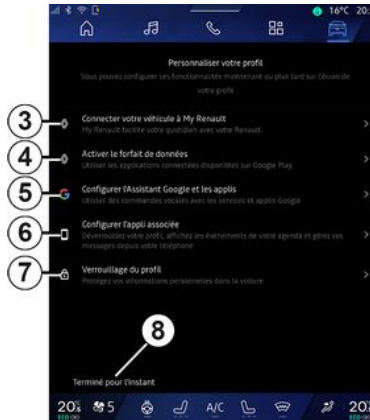 16°C 20:
Personnaliser votre profil
Vous pouvez configurer ces fonctionnalités maintenant ou plus tard sur l'écran de
votre profil
3
Connecter votre véhicule à My Renault
My Renault facilite votre quotidien avec votre Renault.
4
Activer le forfait de données
Utiliser les applications connectées disponibles sur Google Play.
5
Configurer l'Assistant Google et les applis
Utiliser des commandes vocales avec les services et applis Google
6
Configurer l'appli associée
Déverrouillez votre profil, affichez les événements de votre agenda et gérez vos
messages depuis votre téléphone
7
Verrouillage du profil
Protégez vos informations personnelles dans la voiture
8
Terminé pour l'instant
20 5 A/C 20
ECO ECO